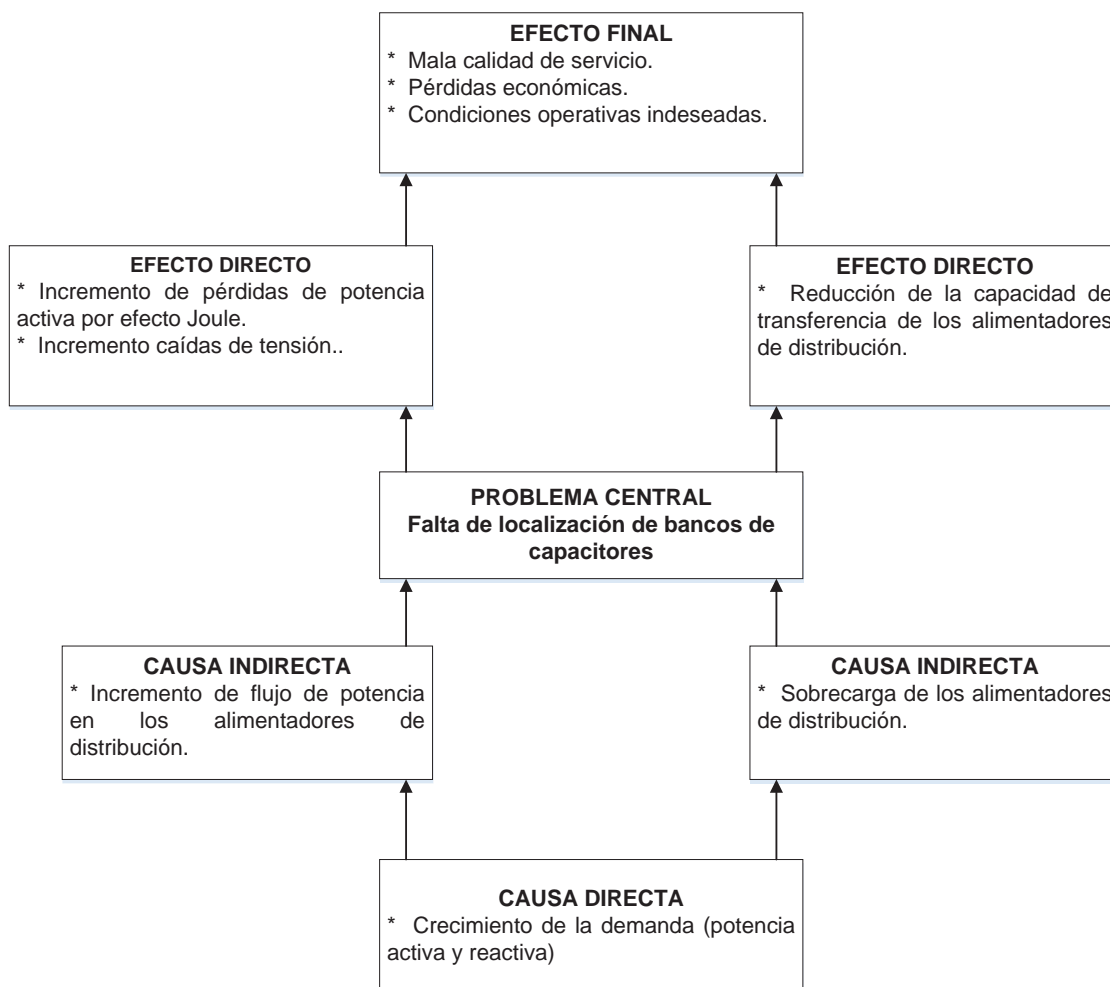 EFECTO FINAL
* Mala calidad de servicio.
* Pérdidas económicas.
* Condiciones operativas indeseadas.
EFECTO DIRECTO
* Incremento de pérdidas de potencia
activa por efecto Joule.
* Incremento caídas de tensión..
EFECTO DIRECTO
* Reducción de la capacidad de
transferencia de los alimentadores
de distribución.
PROBLEMA CENTRAL
Falta de localización de bancos de
capacitores
CAUSA INDIRECTA
* Incremento de flujo de potencia
en los alimentadores de
distribución.
CAUSA INDIRECTA
* Sobrecarga de los alimentadores
de distribución.
CAUSA DIRECTA
* Crecimiento de la demanda (potencia
activa y reactiva)